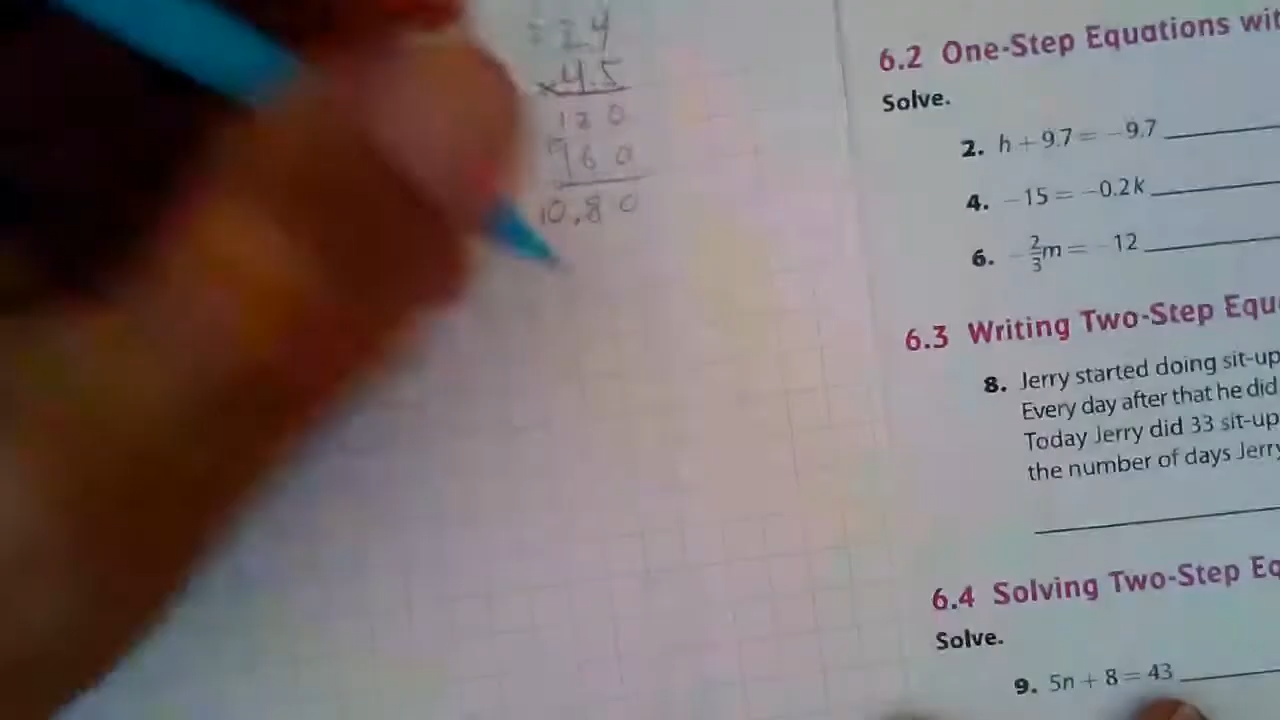 = 24
× 4.5
120
960
10.80
6.2 One-Step Equations wit
Solve.
2. h + 9.7 = -9.7
4. -15 = -0.2k
6. -2/3m = -12
6.3 Writing Two-Step Equ
8. Jerry started doing sit-up
Every day after that he did
Today Jerry did 33 sit-up
the number of days Jerry
6.4 Solving Two-Step Eq
Solve.
9. 5n + 8 = 43